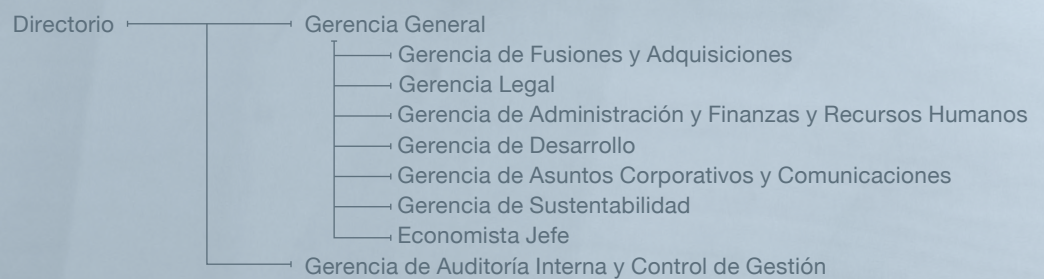 Directorio
Gerencia General
Gerencia de Fusiones y Adquisiciones
Gerencia Legal
Gerencia de Administración y Finanzas y Recursos Humanos
Gerencia de Desarrollo
Gerencia de Asuntos Corporativos y Comunicaciones
Gerencia de Sustentabilidad
Economista Jefe
Gerencia de Auditoría Interna y Control de Gestión